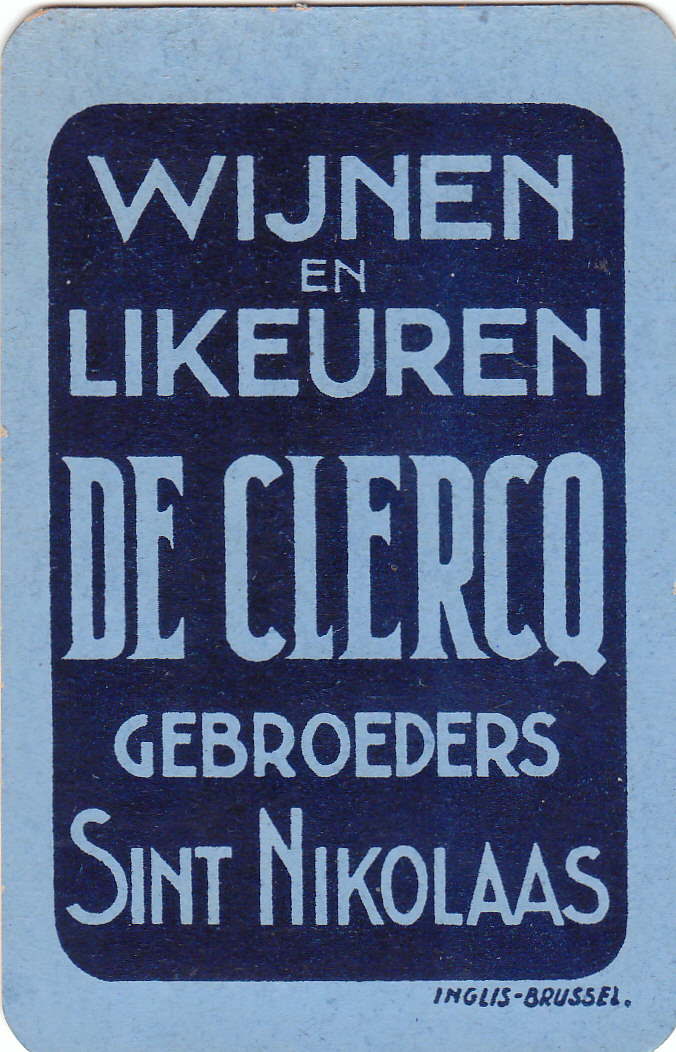 WIJNEN
EN
LIKEUREN
DE CLERCQ
GEBROEDERS
SINT NIKOLAAS
INGLIS-BRUSSEL.